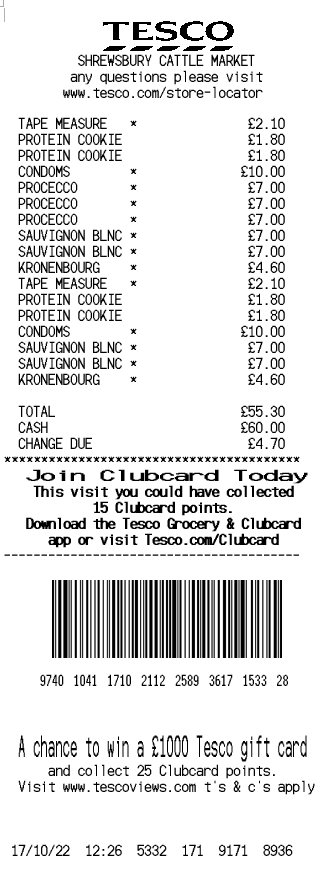 TESCO
SHREWSBURY CATTLE MARKET
any questions please visit
www.tesco.com/store-locator
TAPE MEASURE * £2.10
PROTEIN COOKIE £1.80
PROTEIN COOKIE £1.80
CONDOMS * £10.00
PROCECCO * £7.00
PROCECCO * £7.00
PROCECCO * £7.00
SAUVIGNON BLNC * £7.00
SAUVIGNON BLNC * £7.00
KRONENBOURG * £4.60
TAPE MEASURE * £2.10
PROTEIN COOKIE £1.80
PROTEIN COOKIE £1.80
CONDOMS * £10.00
SAUVIGNON BLNC * £7.00
SAUVIGNON BLNC * £7.00
KRONENBOURG * £4.60
TOTAL £55.30
CASH £60.00
CHANGE DUE £4.70
******************************************
Join Clubcard Today
This visit you could have collected
15 Clubcard points.
Download the Tesco Grocery & Clubcard
app or visit Tesco.com/Clubcard
------------------------------------
9740 1041 1710 2112 2589 3617 1533 28
A chance to win a £1000 Tesco gift card
and collect 25 Clubcard points.
Visit www.tescoviews.com t's & c's apply
17/10/22 12:26 5332 171 9171 8936